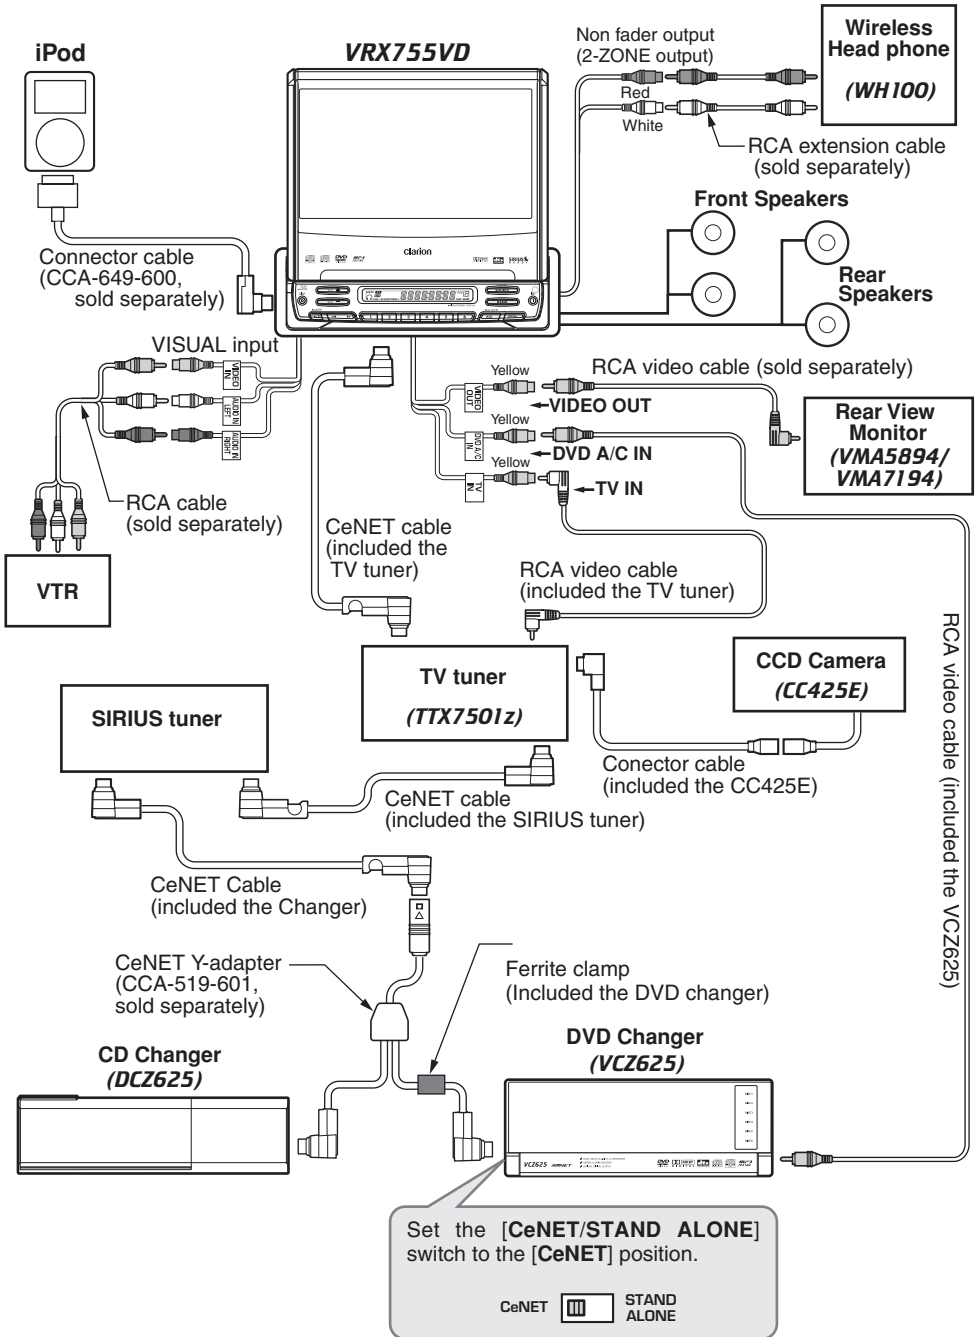 iPod
VRX755VD
Non fader output
(2-ZONE output)
Wireless
Head phone
(WH100)
Red
White
RCA extension cable
(sold separately)
Front Speakers
Rear
Speakers
Connector cable
(CCA-649-600,
sold separately)
clarion
VISUAL input
VIDEO IN
AUDIO IN LEFT
AUDIO IN RIGHT
RCA cable
(sold separately)
VTR
Yellow
VIDEO OUT
VIDEO OUT
RCA video cable (sold separately)
Yellow
DVD A/C IN
DVD A/C IN
Yellow
TV IN
TV IN
Rear View
Monitor
(VMA5894/
VMA7194)
CeNET cable
(included the
TV tuner)
RCA video cable
(included the TV tuner)
RCA video cable (included the VCZ625)
SIRIUS tuner
TV tuner
(TTX7501z)
CCD Camera
(CC425E)
Conector cable
(included the CC425E)
CeNET cable
(included the SIRIUS tuner)
CeNET Cable
(included the Changer)
CeNET Y-adapter
(CCA-519-601,
sold separately)
Ferrite clamp
(Included the DVD changer)
CD Changer
(DCZ625)
DVD Changer
(VCZ625)
VCZ625
Set the [CeNET/STAND ALONE]
switch to the [CeNET] position.
CeNET
STAND
ALONE